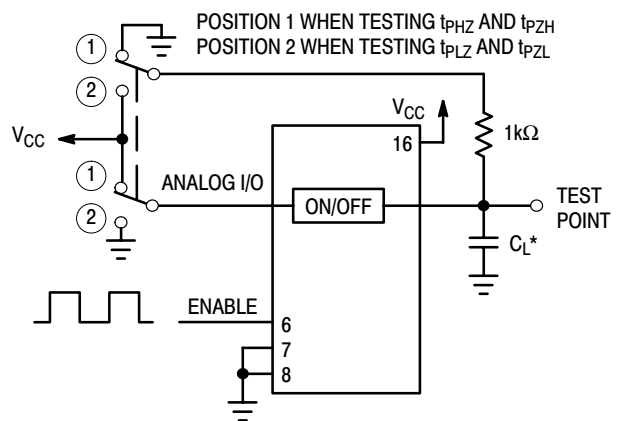 POSITION 1 WHEN TESTING tPHZ AND tPZH
POSITION 2 WHEN TESTING tPLZ AND tPZL
1
2
VCC
VCC
16
1kΩ
1
ANALOG I/O
ON/OFF
TEST
POINT
2
CL*
ENABLE
6
7
8